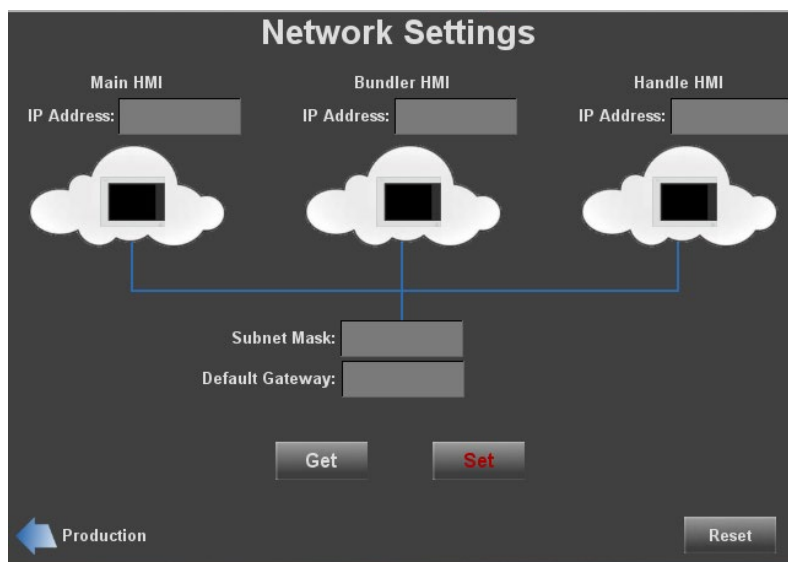 Network Settings
Main HMI
Bundler HMI
Handle HMI
IP Address:
IP Address:
IP Address:
Subnet Mask:
Default Gateway:
Get
Set
Production
Reset